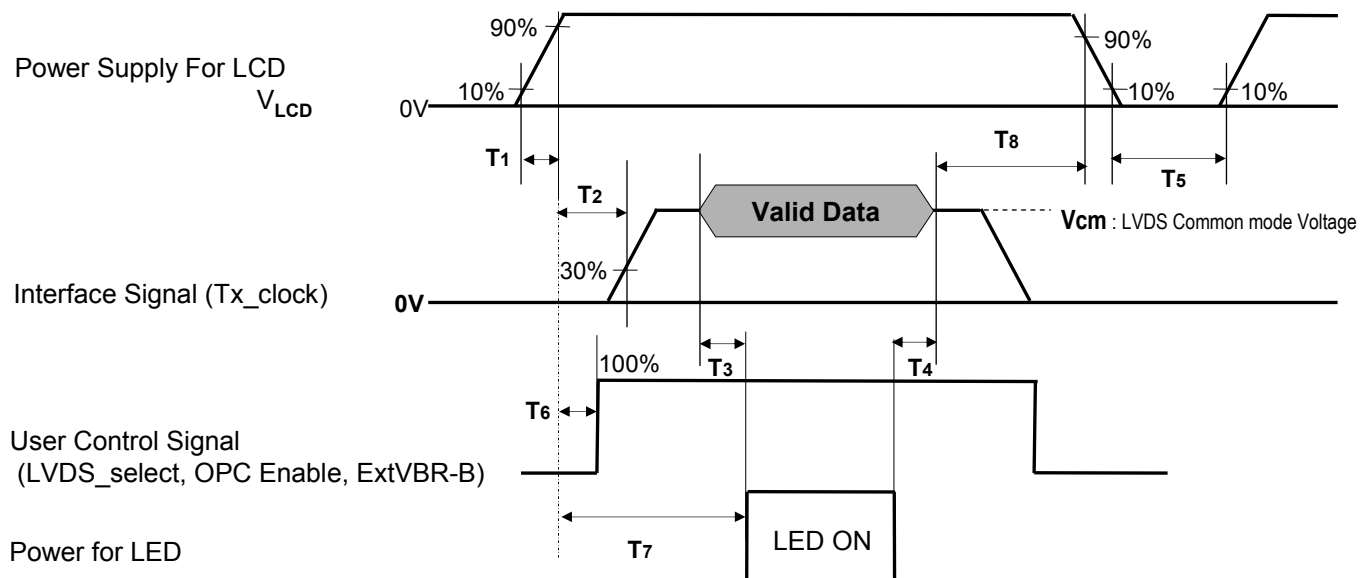 90%
90%
Power Supply For LCD
VLCD
10%
10%
10%
0V
T1
T8
T2
T5
Valid Data
Vcm : LVDS Common mode Voltage
30%
Interface Signal (Tx_clock)
0V
100%
T3
T4
T6
User Control Signal
(LVDS_select, OPC Enable, ExtVBR-B)
T7
LED ON
Power for LED